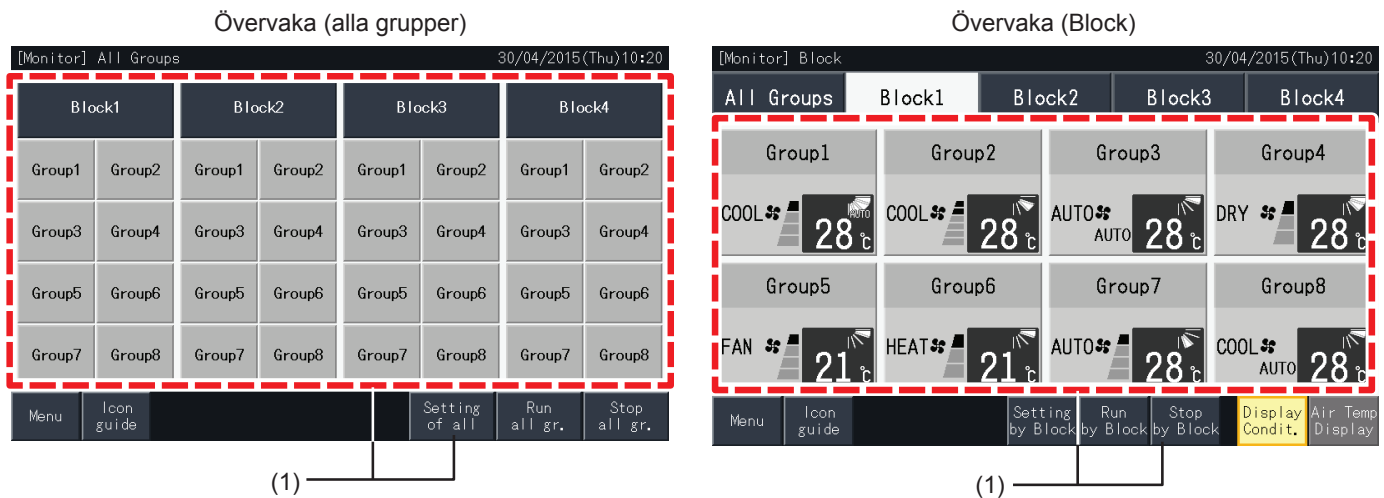 Övervaka (alla grupper)
[Monitor] All Groups 30/04/2015(Thu)10:20
Block1 Block2 Block3 Block4
Group1 Group2 Group1 Group2 Group1 Group2 Group1 Group2
Group3 Group4 Group3 Group4 Group3 Group4 Group3 Group4
Group5 Group6 Group5 Group6 Group5 Group6 Group5 Group6
Group7 Group8 Group7 Group8 Group7 Group8 Group7 Group8
Menu Icon guide Setting of all Run all gr. Stop all gr.
(1)
Övervaka (Block)
[Monitor] Block 30/04/2015(Thu)10:20
All Groups Block1 Block2 Block3 Block4
Group1 Group2 Group3 Group4
COOL AUTO 28℃ COOL 28℃ AUTO AUTO 28℃ DRY 28℃
Group5 Group6 Group7 Group8
FAN 21℃ HEAT 21℃ AUTO 28℃ COOL AUTO 28℃
Menu Icon guide Setting by Block Run by Block Stop by Block Display Condit. Air Temp Display
(1)